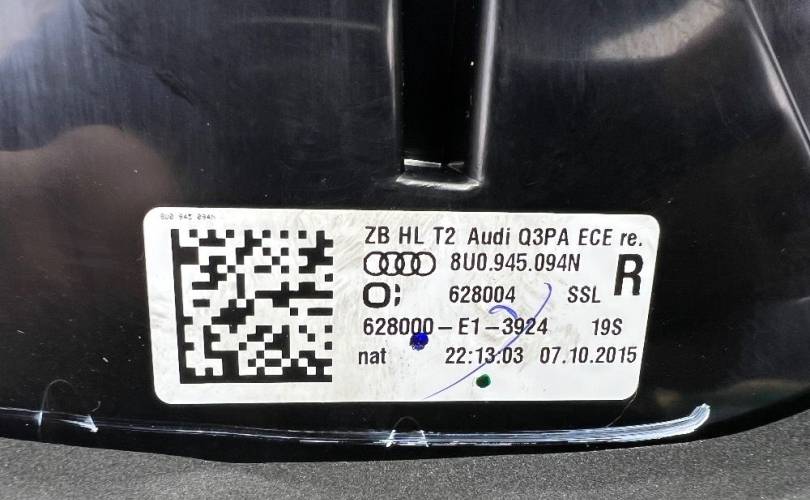 8U0 945 094N
ZB HL T2 Audi Q3PA ECE re.
8U0.945.094N R
628004 SSL
628000-E1-3924 19S
nat 22:13:03 07.10.2015